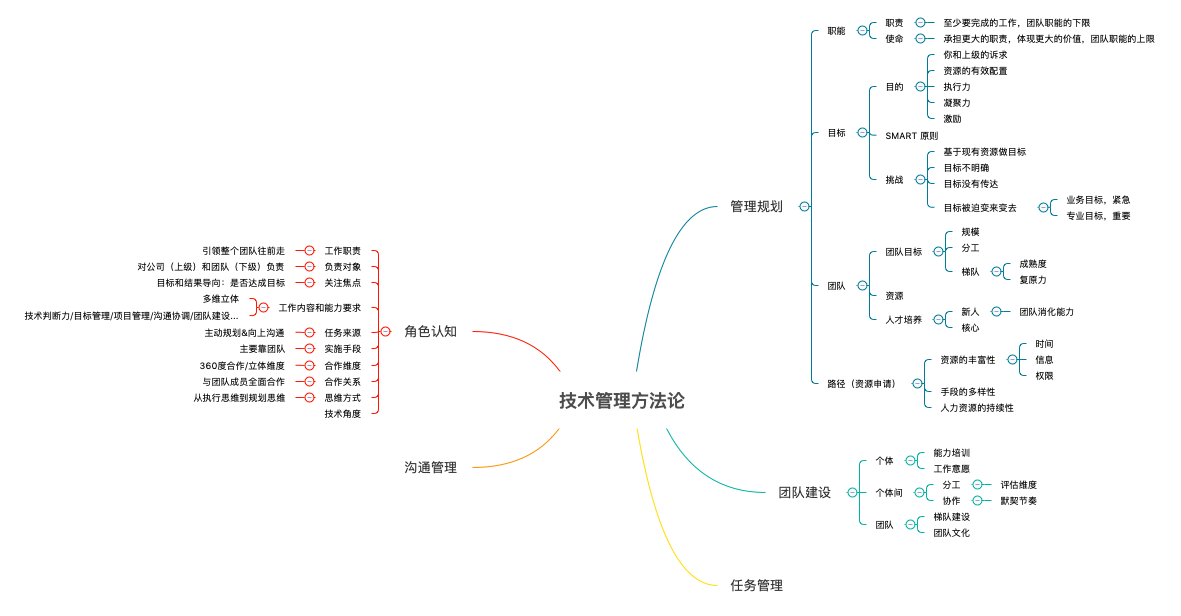 技术管理方法论
管理规划
职能
职责
至少要完成的工作，团队职能的下限
使命
承担更大的职责，体现更大的价值，团队职能的上限
目标
目的
你和上级的诉求
资源的有效配置
执行力
凝聚力
激励
SMART 原则
挑战
基于现有资源做目标
目标不明确
目标没有传达
目标被迫变来变去
业务目标，紧急
专业目标，重要
团队
团队目标
规模
分工
梯队
成熟度
复原力
资源
人才培养
新人
团队消化能力
核心
路径（资源申请）
资源的丰富性
时间
信息
权限
手段的多样性
人力资源的持续性
团队建设
个体
能力培训
工作意愿
个体间
分工
评估维度
协作
默契节奏
团队
梯队建设
团队文化
任务管理
角色认知
工作职责
引领整个团队往前走
负责对象
对公司（上级）和团队（下级）负责
关注焦点
目标和结果导向：是否达成目标
工作内容和能力要求
多维立体
技术判断力/目标管理/项目管理/沟通协调/团队建设...
任务来源
主动规划&向上沟通
实施手段
主要靠团队
合作维度
360度合作/立体维度
合作关系
与团队成员全面合作
思维方式
从执行思维到规划思维
技术角度
沟通管理